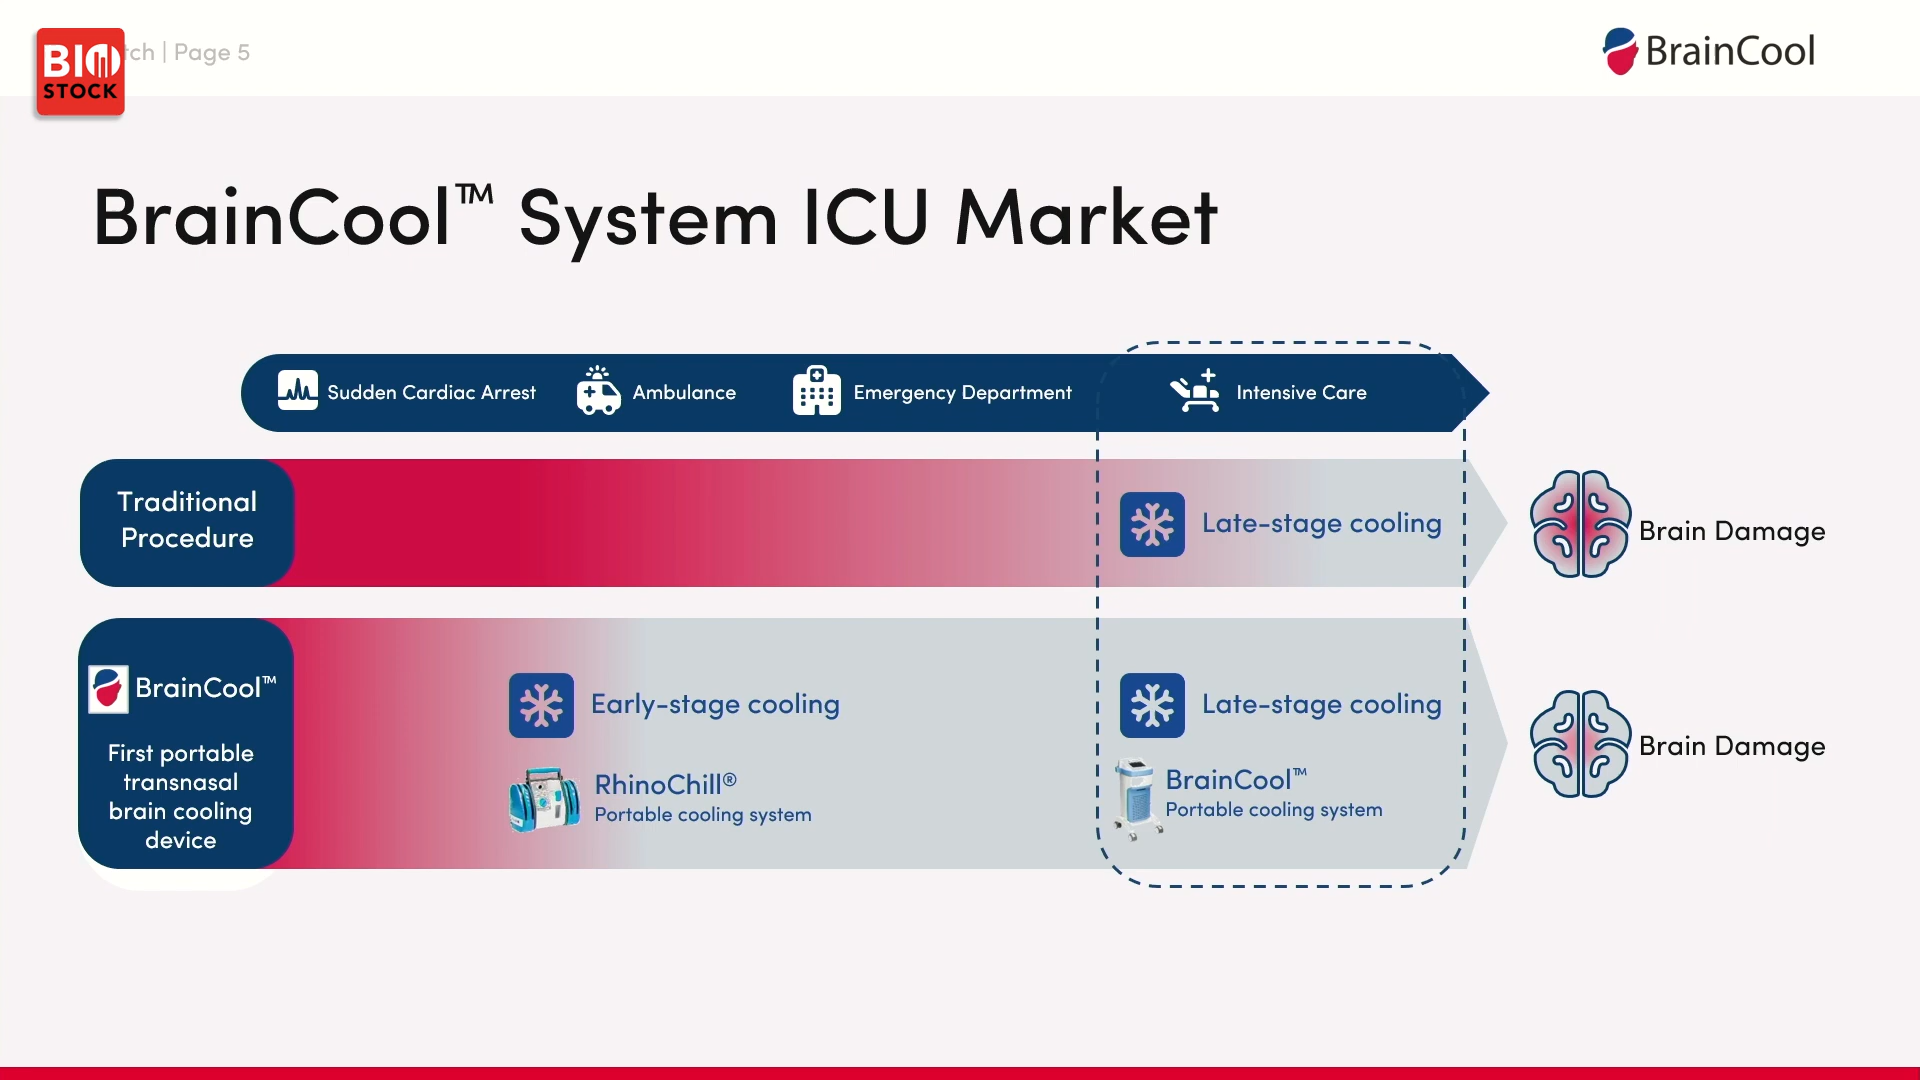 BIO
STOCK
tch | Page 5
BrainCool
BrainCool™ System ICU Market
Sudden Cardiac Arrest
Ambulance
Emergency Department
Intensive Care
Traditional
Procedure
Late-stage cooling
Brain Damage
BrainCool™
First portable
transnasal
brain cooling
device
Early-stage cooling
RhinoChill®
Portable cooling system
Late-stage cooling
BrainCool™
Portable cooling system
Brain Damage